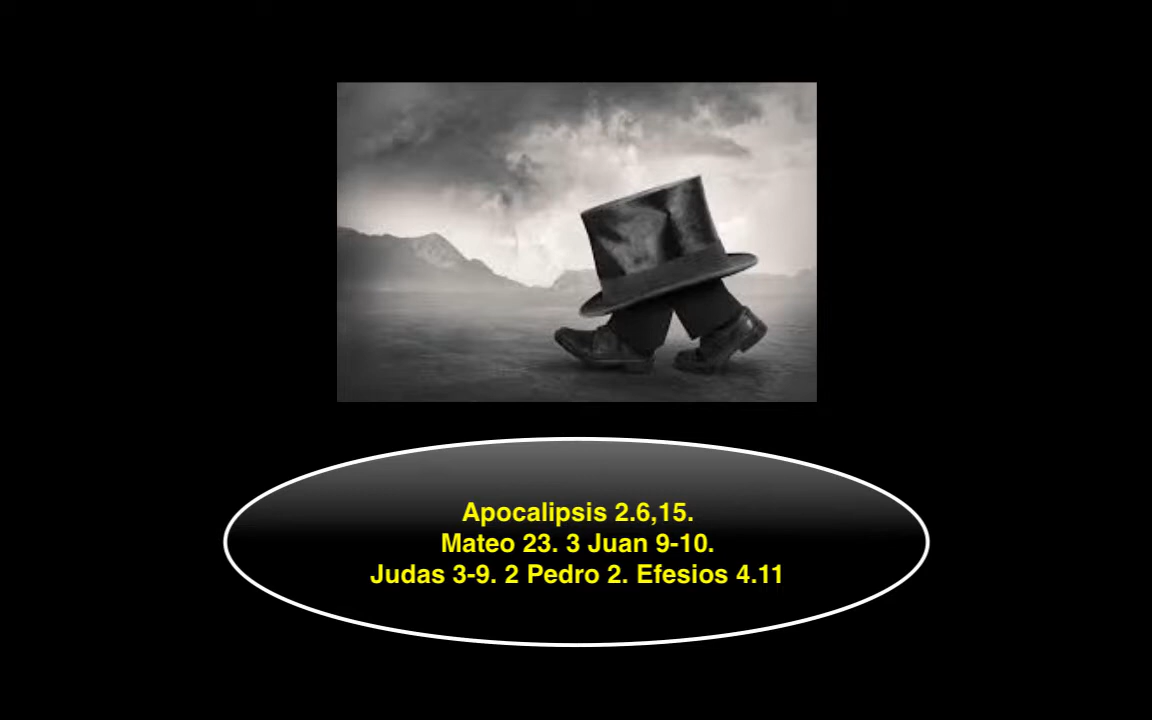 Apocalipsis 2.6,15.
Mateo 23. 3 Juan 9-10.
Judas 3-9. 2 Pedro 2. Efesios 4.11